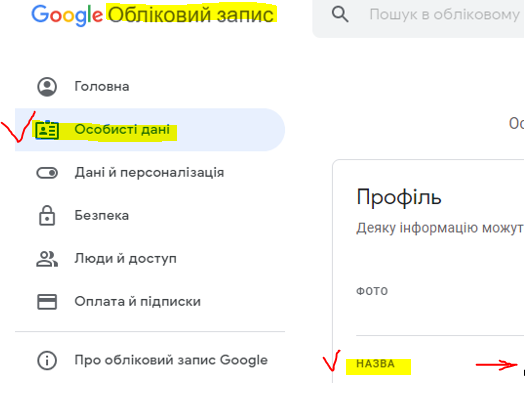 Google Обліковий запис
Пошук в обліковому
Головна
Особисті дані
Дані й персоналізація
Безпека
Люди й доступ
Оплата й підписки
Про обліковий запис Google
Ос
Профіль
Деяку інформацію можут
ФОТО
НАЗВА